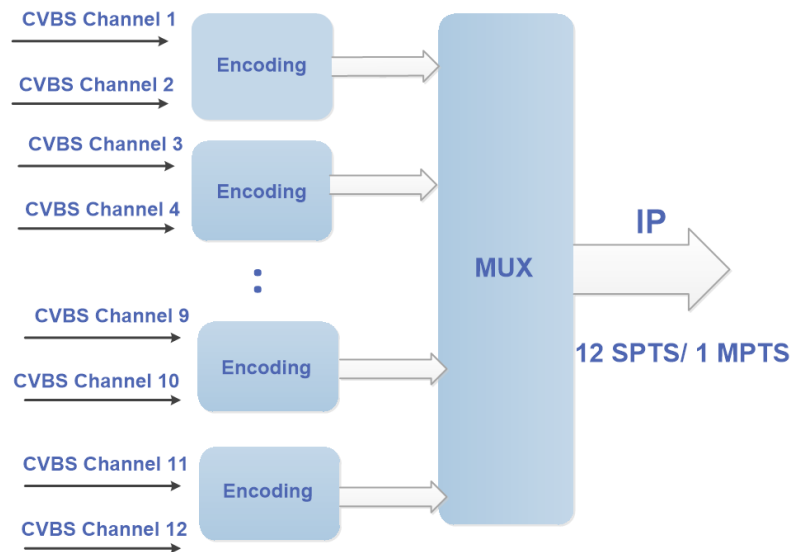 CVBS Channel 1
CVBS Channel 2
Encoding
CVBS Channel 3
CVBS Channel 4
Encoding
:
CVBS Channel 9
CVBS Channel 10
Encoding
CVBS Channel 11
CVBS Channel 12
Encoding
MUX
IP
12 SPTS/ 1 MPTS